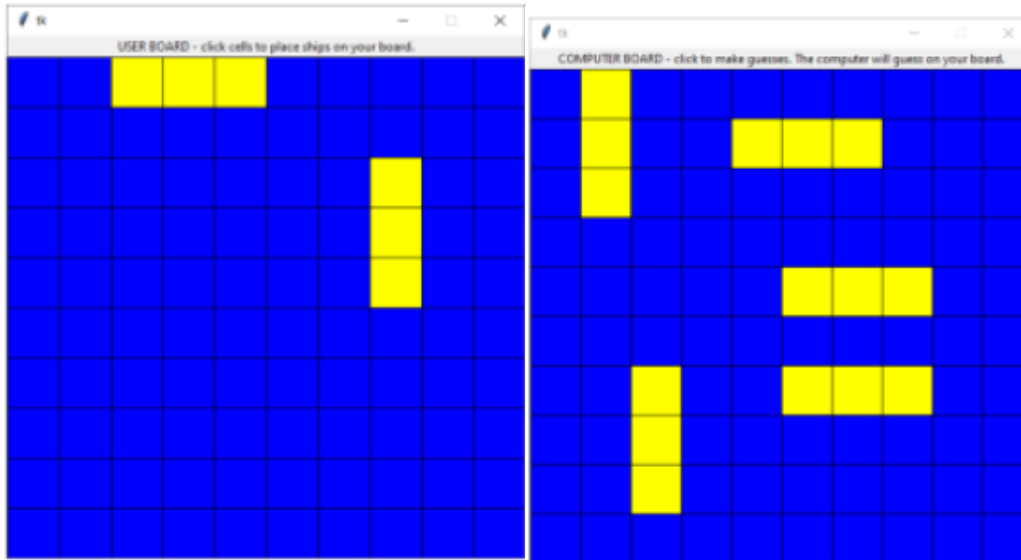 tk
USER BOARD - click cells to place ships on your board.
tk
COMPUTER BOARD - click to make guesses. The computer will guess on your board.